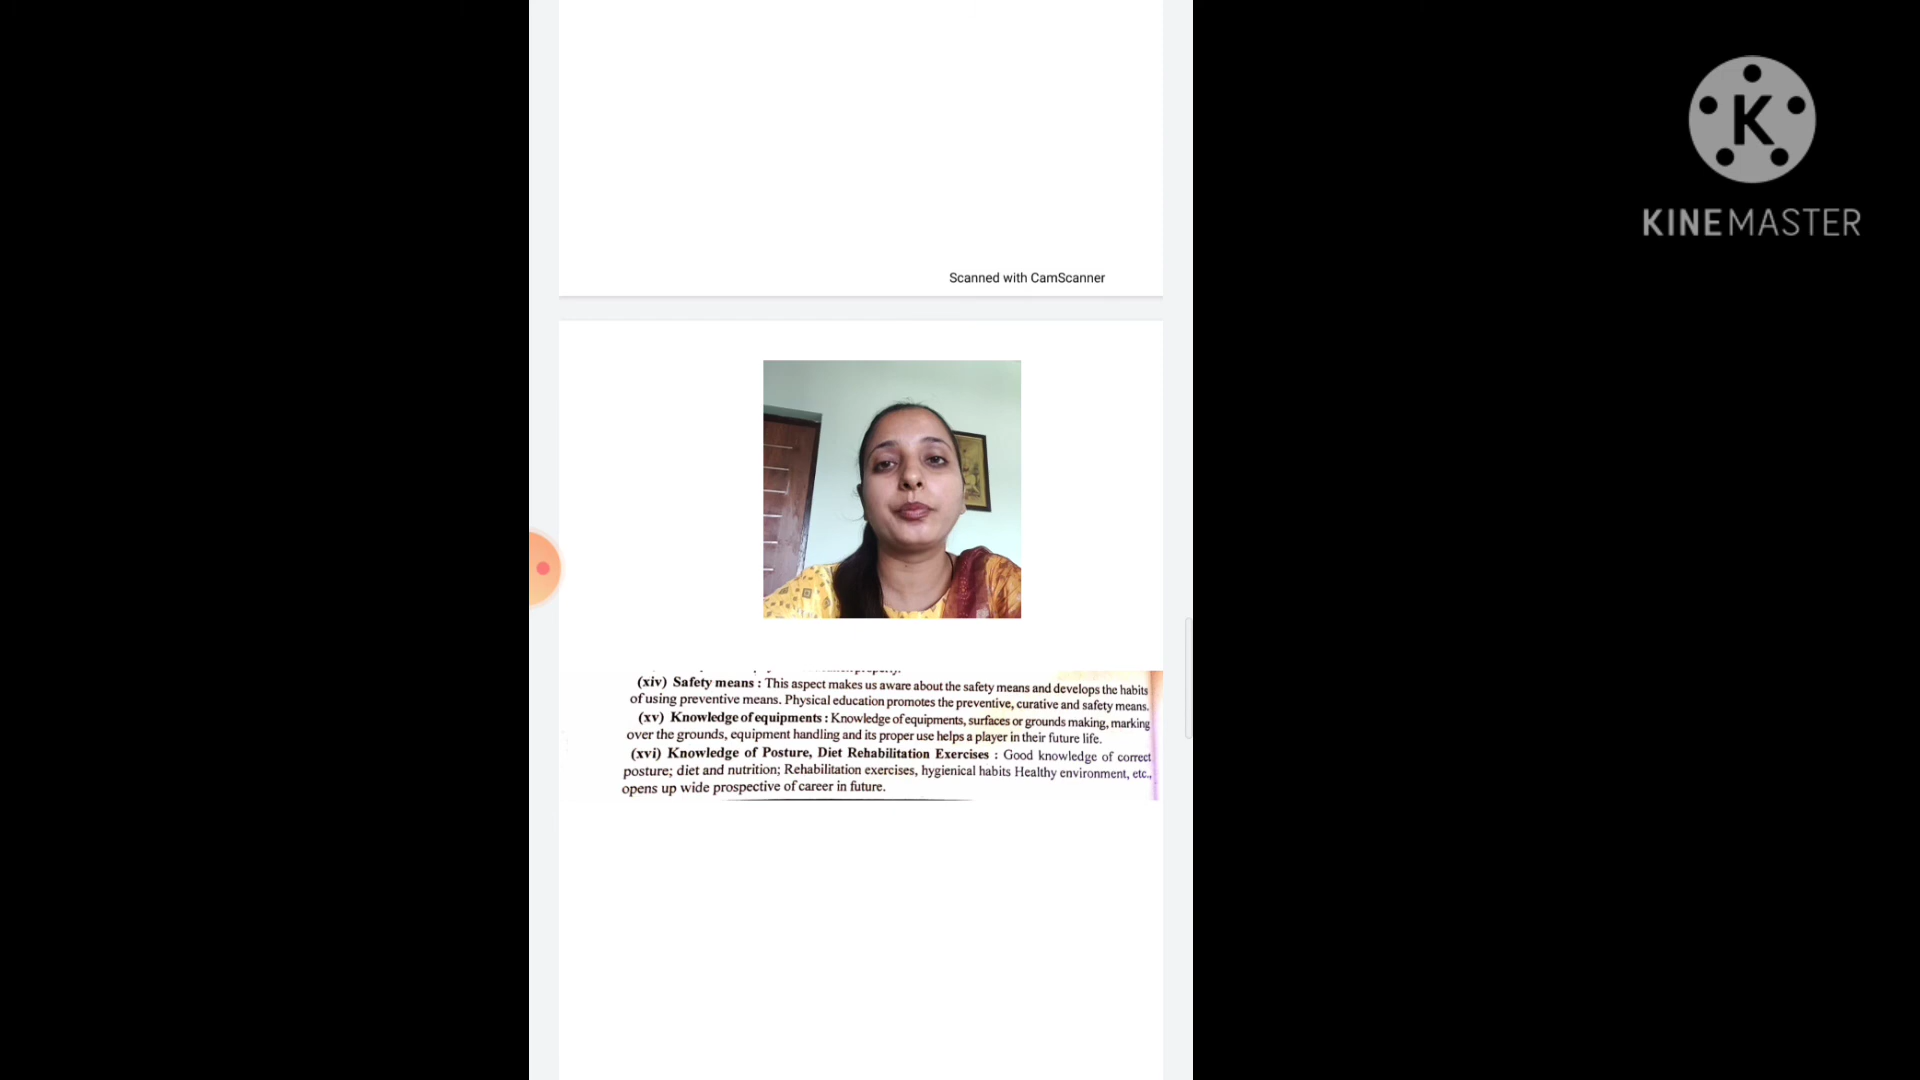 K
KINEMASTER
Scanned with CamScanner
(xiv) Safety means : This aspect makes us aware about the safety means and develops the habits
of using preventive means. Physical education promotes the preventive, curative and safety means.
(xv) Knowledge of equipments : Knowledge of equipments, surfaces or grounds making, marking
over the grounds, equipment handling and its proper use helps a player in their future life.
(xvi) Knowledge of Posture, Diet Rehabilitation Exercises : Good knowledge of correct
posture; diet and nutrition; Rehabilitation exercises, hygienical habits Healthy environment, etc.,
opens up wide prospective of career in future.